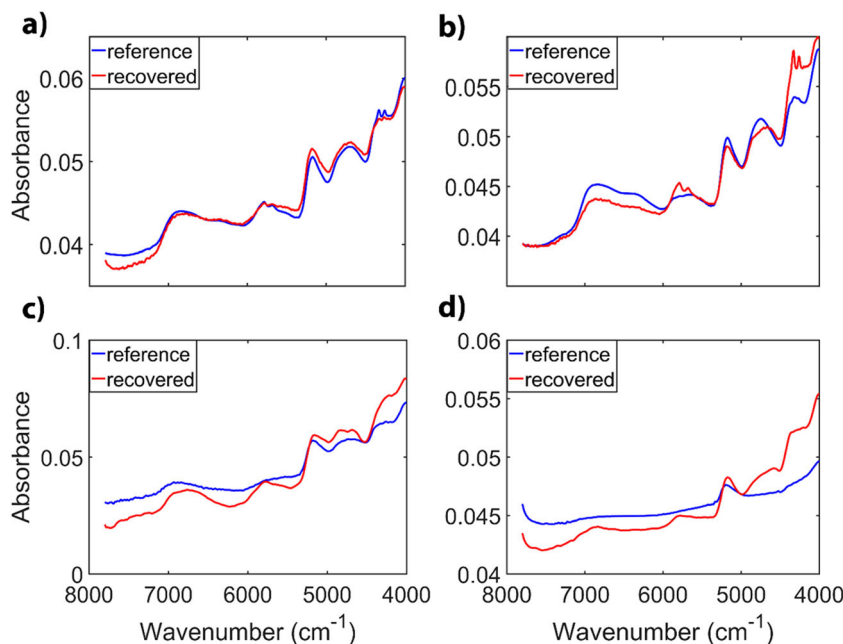 a)
reference
recovered
0.06
0.05
0.04
Absorbance
b)
reference
recovered
0.055
0.05
0.045
0.04
c)
reference
recovered
0.1
0.05
0
Absorbance
8000 7000 6000 5000 4000
Wavenumber (cm-1)
d)
reference
recovered
0.06
0.055
0.05
0.045
0.04
8000 7000 6000 5000 4000
Wavenumber (cm-1)